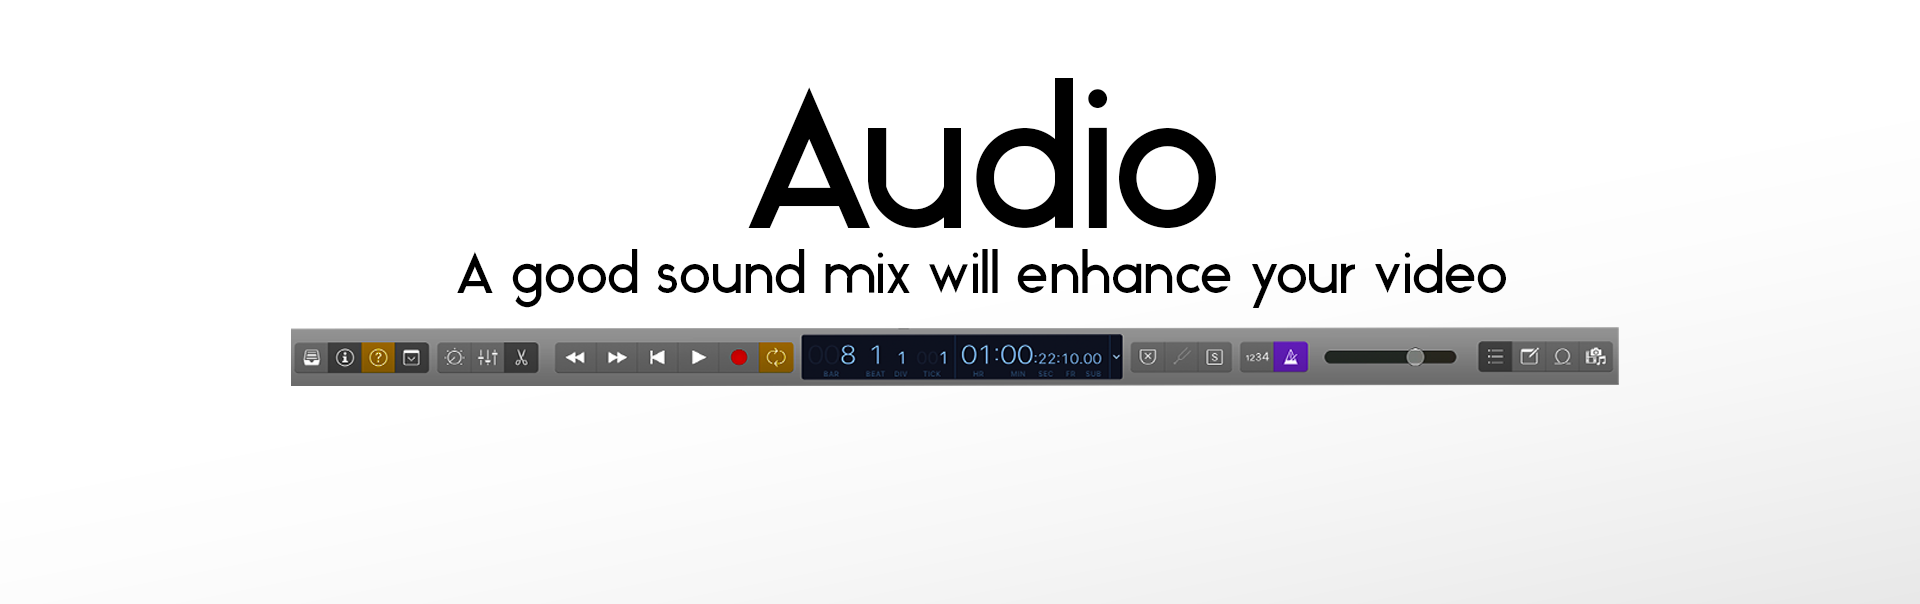 Audio
A good sound mix will enhance your video
008 1 1 001 01:00:22:10.00 S 1234
BAR BEAT DIV TICK HR MIN SEC FR SUB